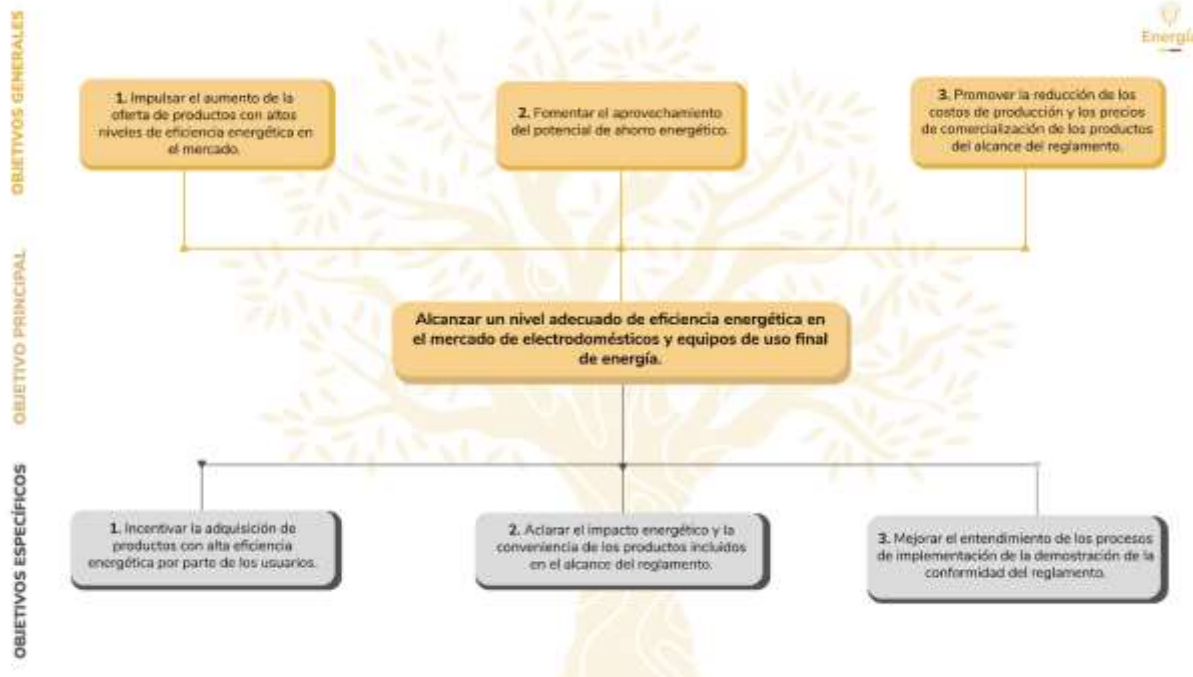 OBJETIVOS GENERALES
Energía
1. Impulsar el aumento de la
oferta de productos con altos
niveles de eficiencia energética en
el mercado.
2. Fomentar el aprovechamiento
del potencial de ahorro energético.
3. Promover la reducción de los
costos de producción y los precios
de comercialización de los productos
del alcance del reglamento.
OBJETIVO PRINCIPAL
Alcanzar un nivel adecuado de eficiencia energética en
el mercado de electrodomésticos y equipos de uso final
de energía.
OBJETIVOS ESPECÍFICOS
1. Incentivar la adquisición de
productos con alta eficiencia
energética por parte de los usuarios.
2. Aclarar el impacto energético y la
conveniencia de los productos incluidos
en el alcance del reglamento.
3. Mejorar el entendimiento de los procesos
de implementación de la demostración de la
conformidad del reglamento.